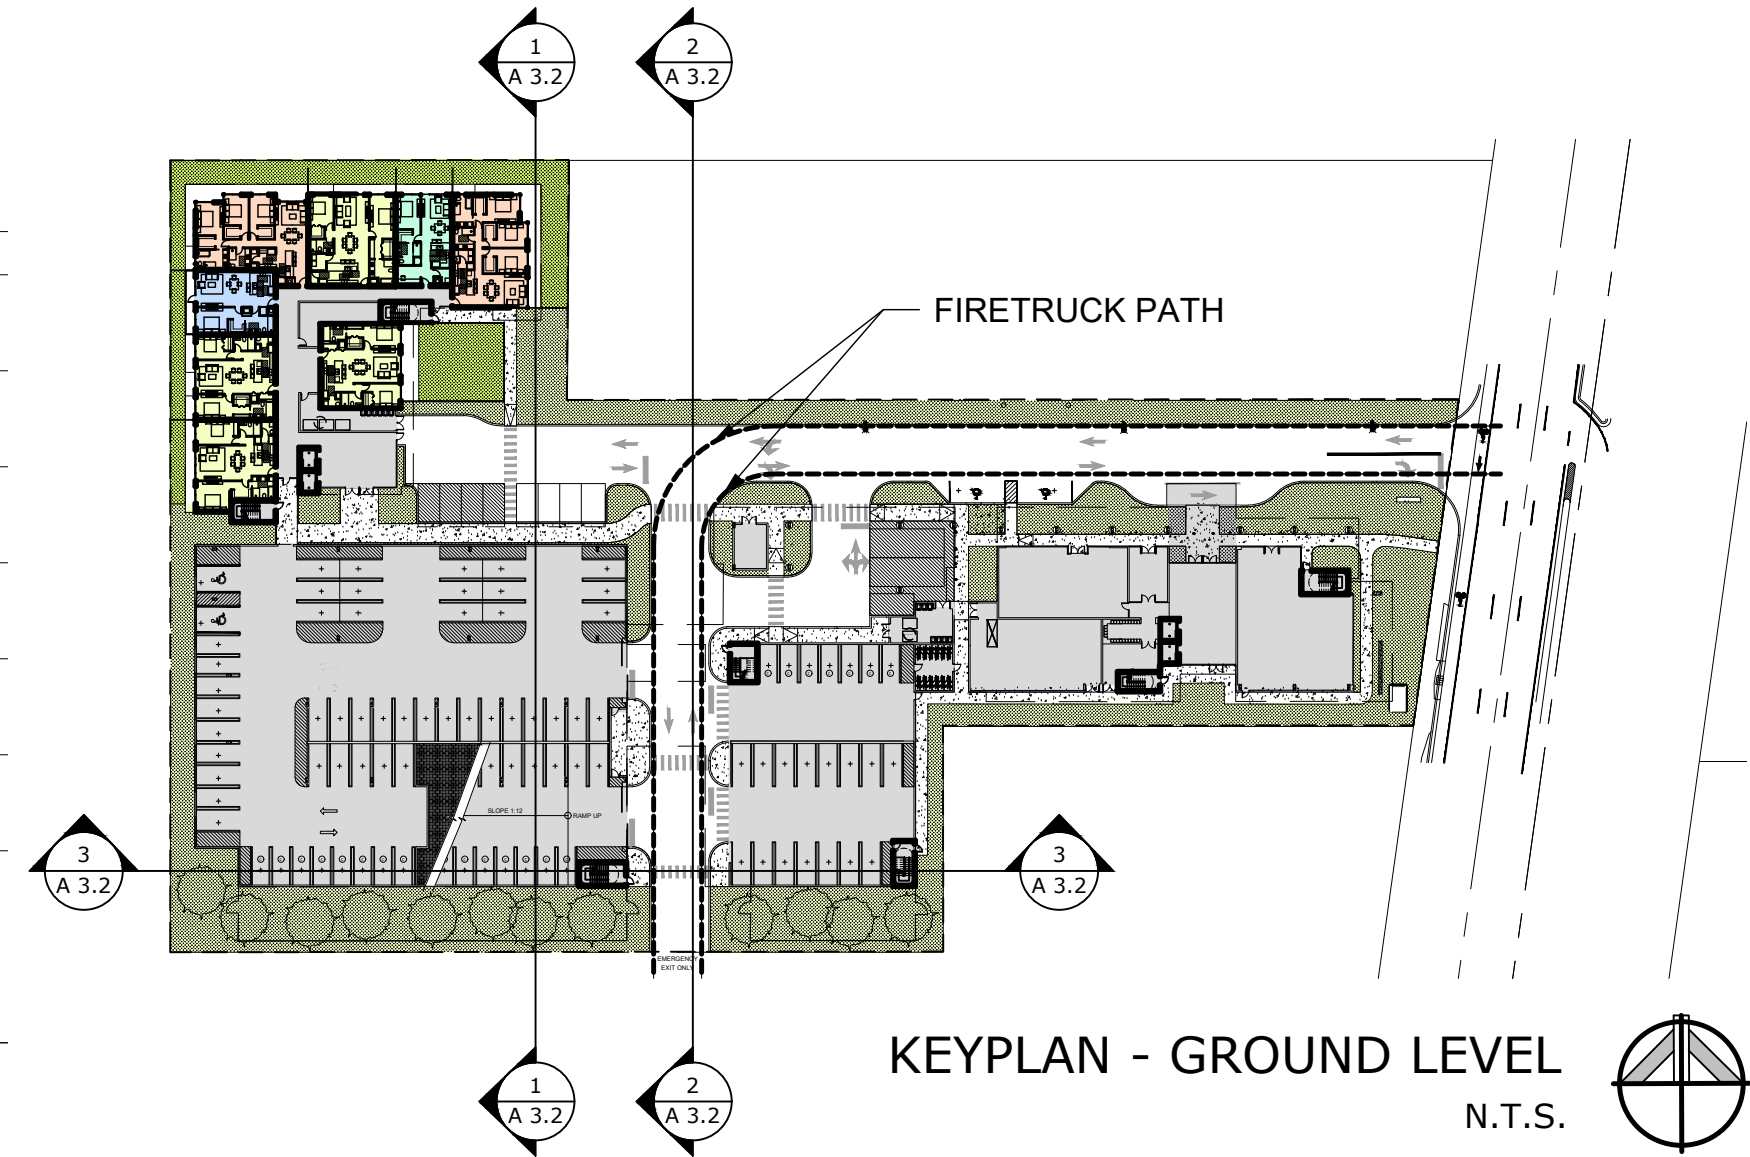 1
A 3.2
2
A 3.2
FIRETRUCK PATH
SLOPE 1:12
RAMP UP
3
A 3.2
3
A 3.2
EMERGENCY
EXIT ONLY
KEYPLAN - GROUND LEVEL
N.T.S.
1
A 3.2
2
A 3.2